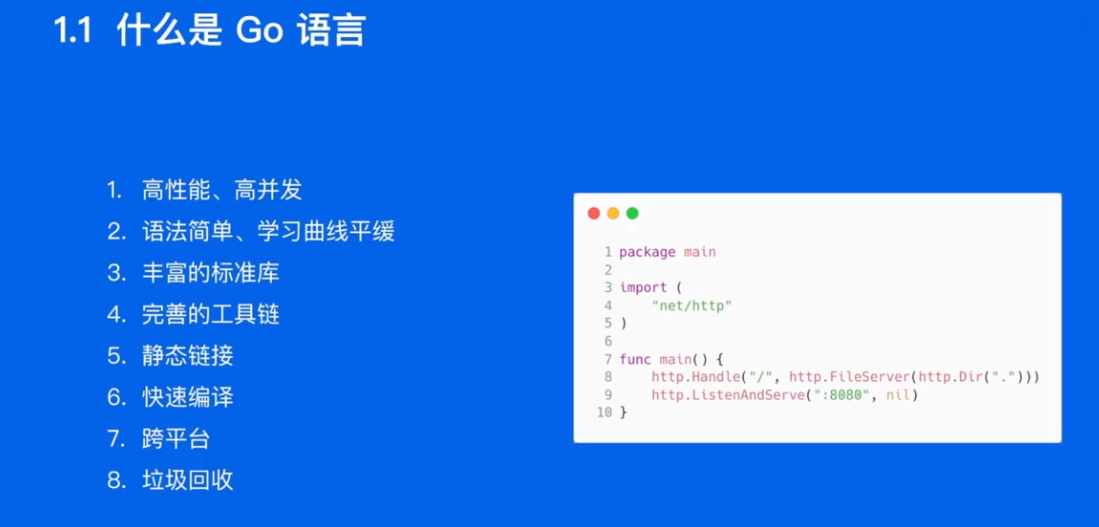 1.1 什么是 Go 语言
1. 高性能、高并发
2. 语法简单、学习曲线平缓
3. 丰富的标准库
4. 完善的工具链
5. 静态链接
6. 快速编译
7. 跨平台
8. 垃圾回收
1 package main
2
3 import (
4     "net/http"
5 )
6
7 func main() {
8     http.Handle("/", http.FileServer(http.Dir(".")))
9     http.ListenAndServe(":8080", nil)
10 }